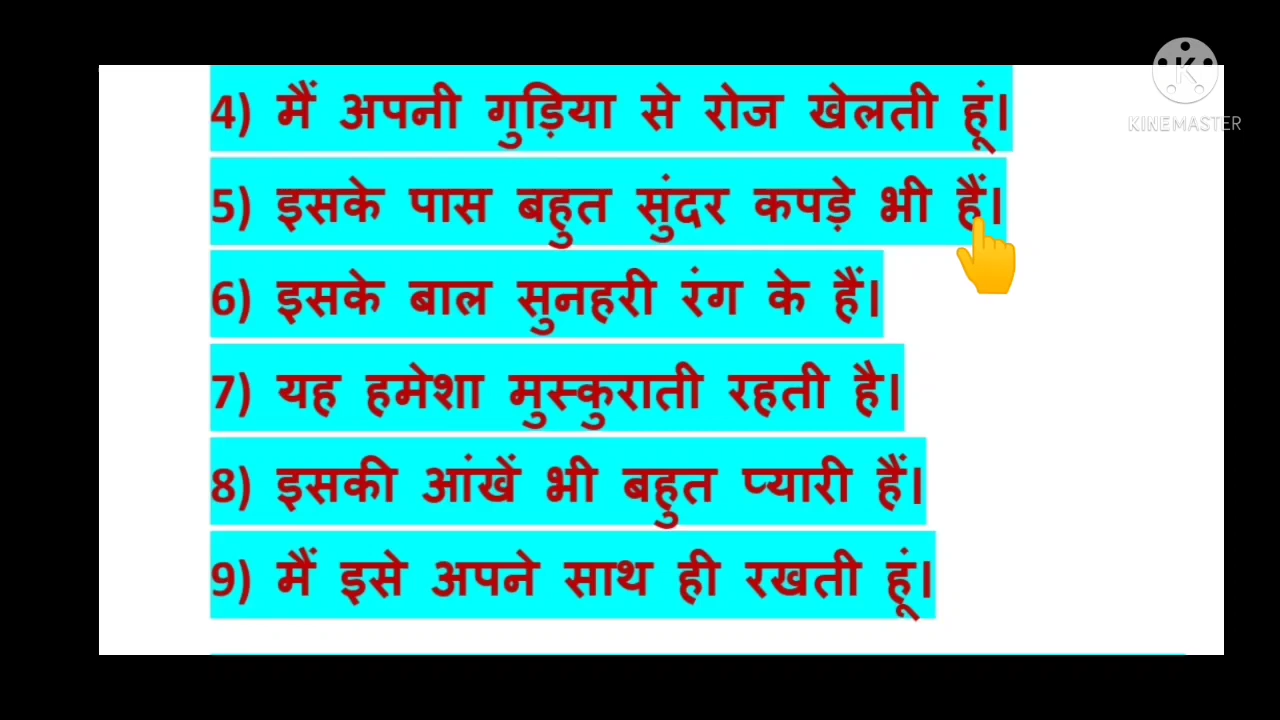 4) मैं अपनी गुड़िया से रोज खेलती हूं।
5) इसके पास बहुत सुंदर कपड़े भी हैं।
6) इसके बाल सुनहरी रंग के हैं।
7) यह हमेशा मुस्कुराती रहती है।
8) इसकी आंखें भी बहुत प्यारी हैं।
9) मैं इसे अपने साथ ही रखती हूं।
K
KINEMASTER